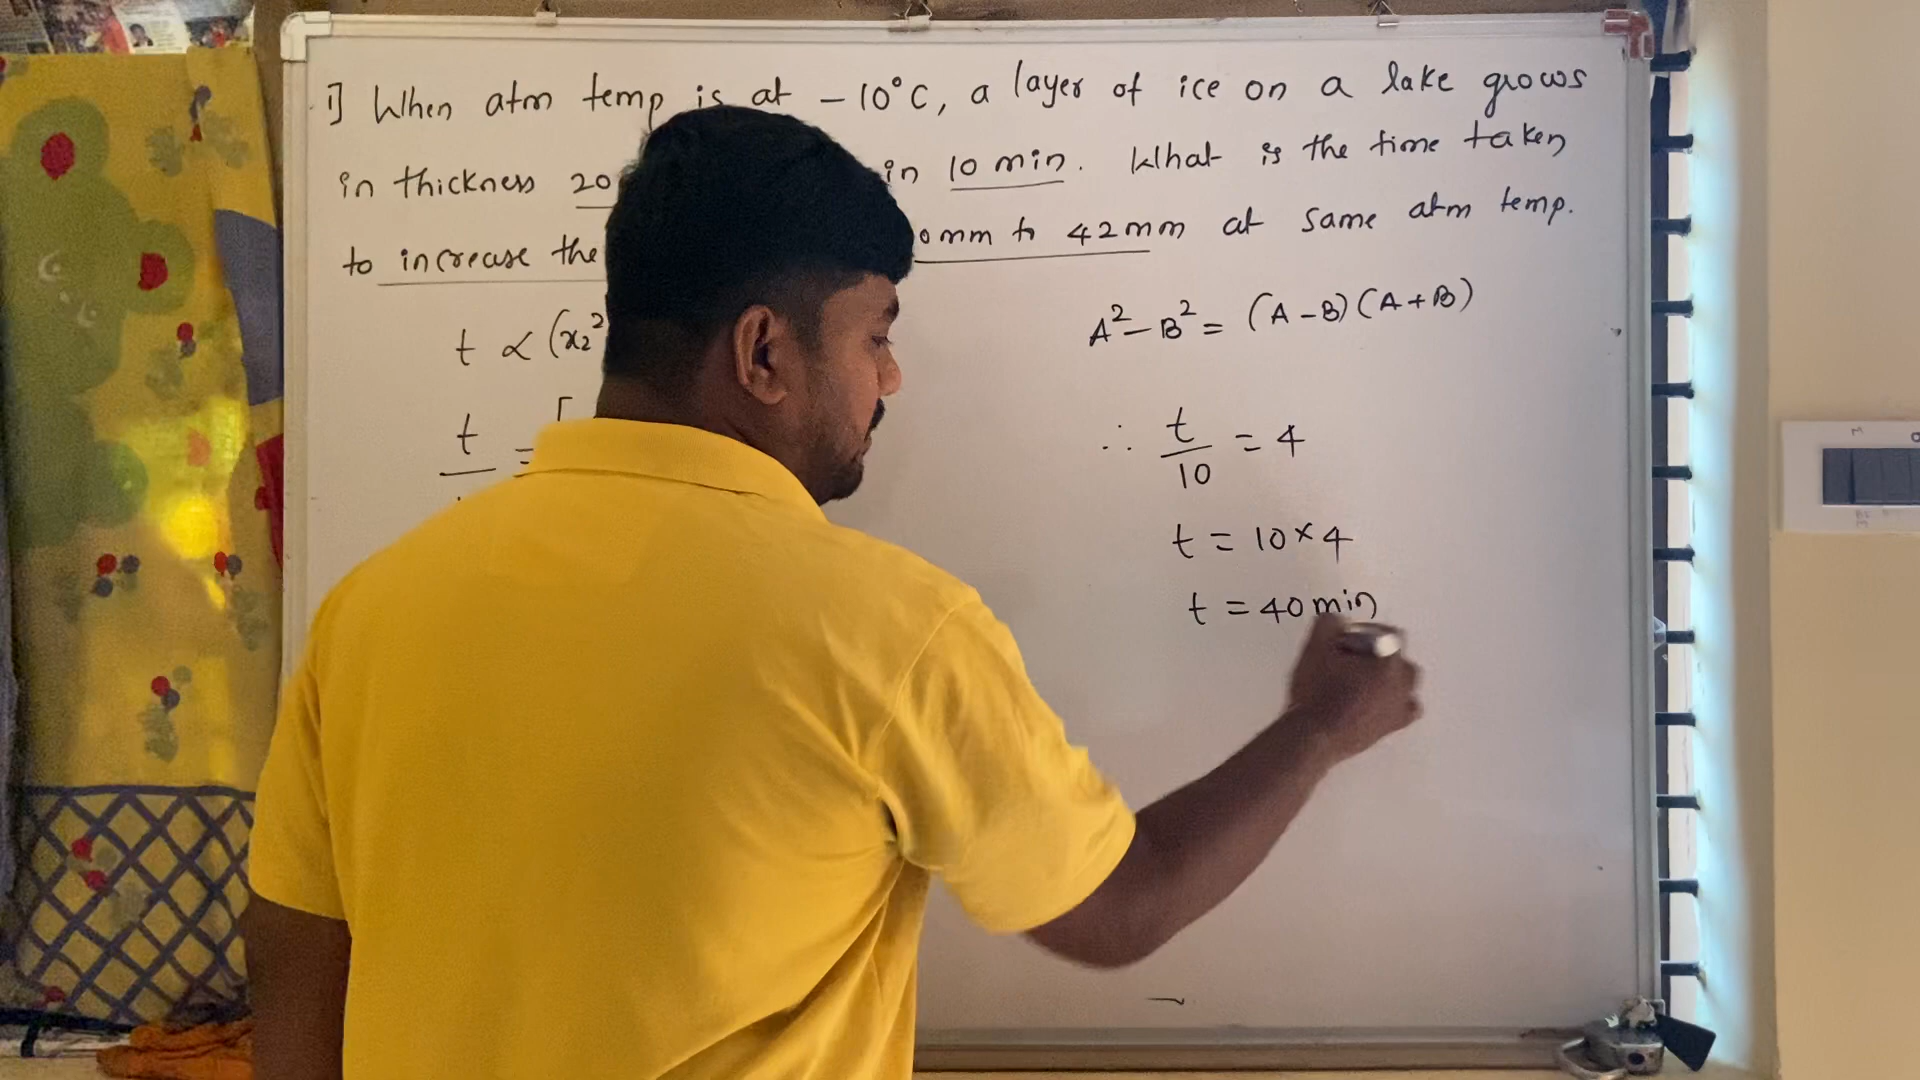 1] When atm temp is at -10°C, a layer of ice on a lake grows
in thickness 20 in 10 min. What is the time taken
to increase the 0mm to 42mm at same atm temp.
t ∝ (x₂²
A² - B² = (A - B) (A + B)
t =
∴ t/10 = 4
t = 10 × 4
t = 40 min